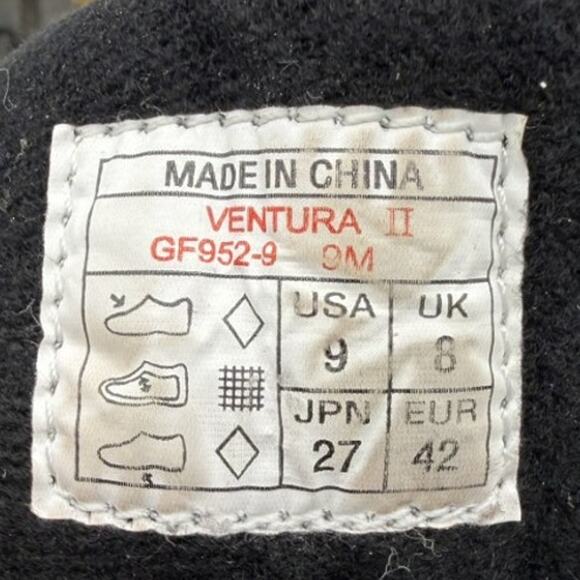 MADE IN CHINA
VENTURA II
GF952-9 9M
USA UK
9 8
JPN EUR
27 42